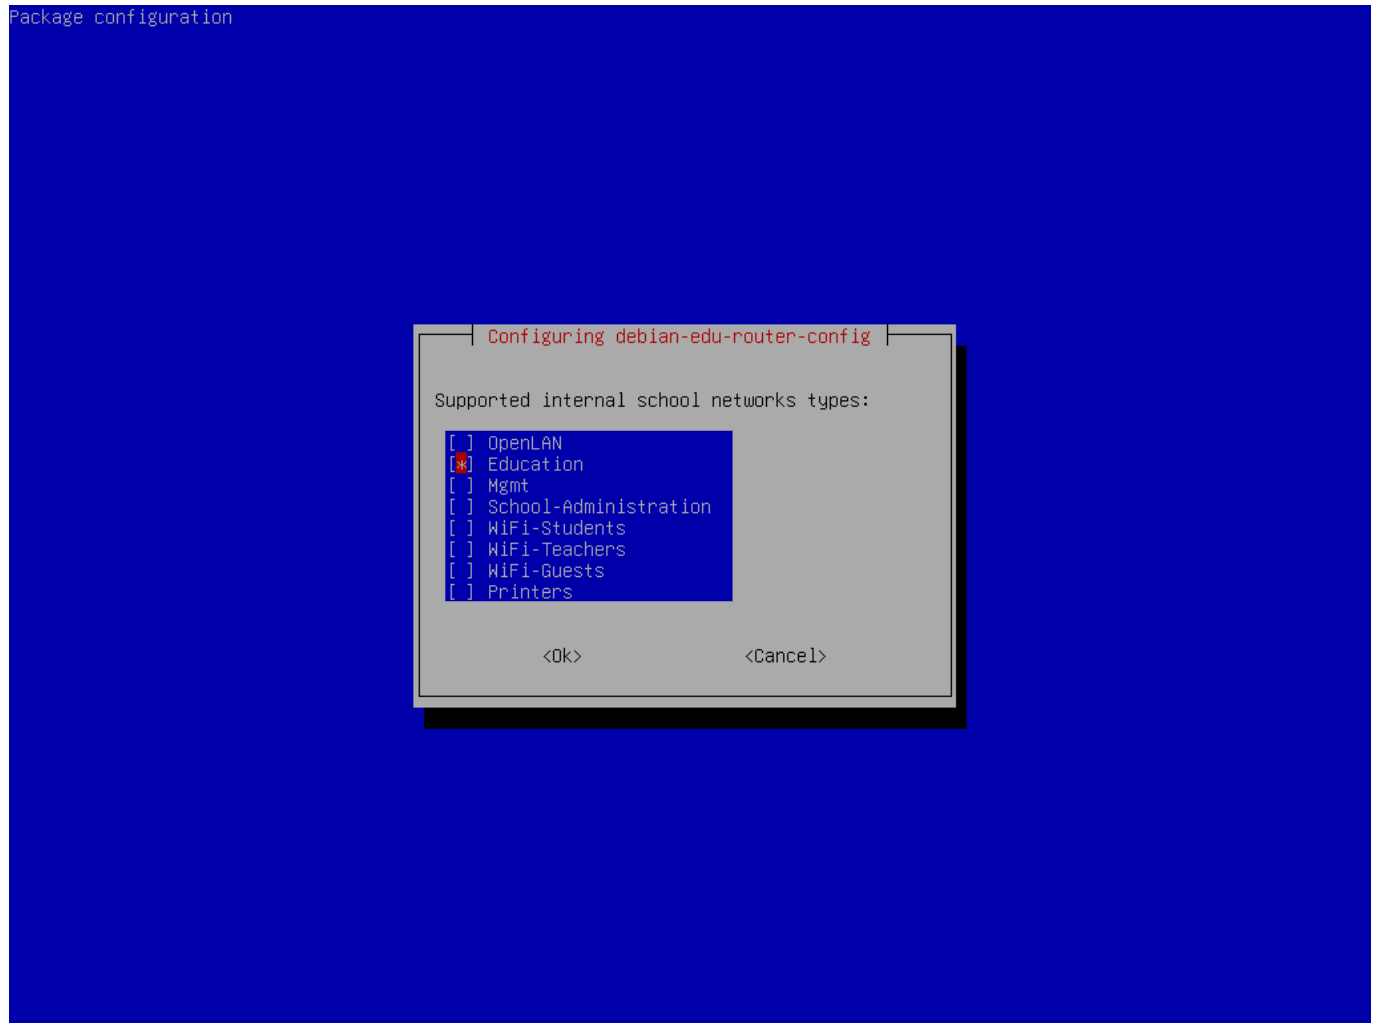 Package configuration
Configuring debian-edu-router-config
Supported internal school networks types:
[ ] OpenLAN
[*] Education
[ ] Mgmt
[ ] School-Administration
[ ] WiFi-Students
[ ] WiFi-Teachers
[ ] WiFi-Guests
[ ] Printers
<Ok> <Cancel>